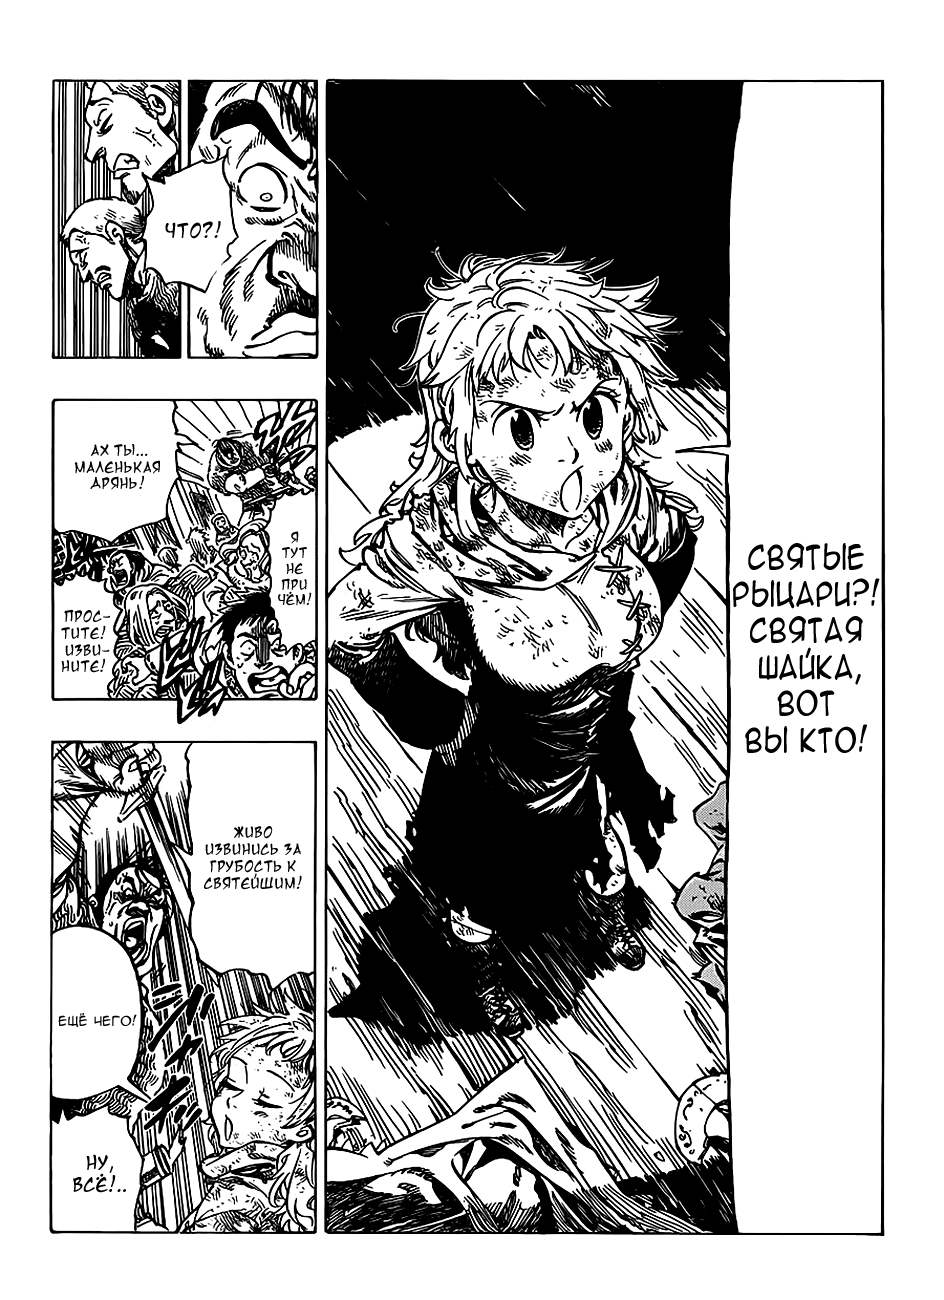 СВЯТЫЕ
РЫЦАРИ?!
СВЯТАЯ
ШАЙКА,
ВОТ
ВЫ КТО!
ЧТО?!
АХ ТЫ...
МАЛЕНЬКАЯ
ДРЯНЬ!
Я
ТУТ
НЕ
ПРИ
ЧЁМ!
ПРОС-
ТИТЕ!
ИЗВИ-
НИТЕ!
ЖИВО
ИЗВИНИСЬ ЗА
ГРУБОСТЬ К
СВЯТЕЙШИМ!
ЕЩЁ ЧЕГО!
НУ,
ВСЁ!..